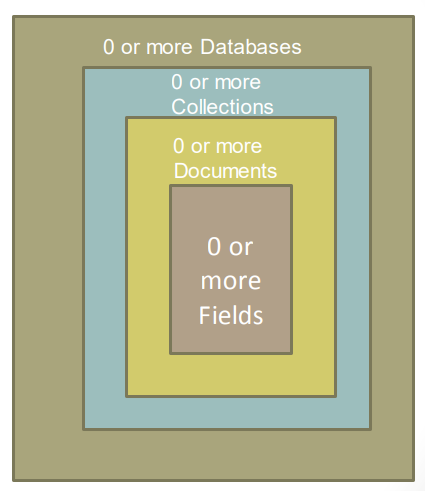 0 or more Databases
0 or more
Collections
0 or more
Documents
0 or
more
Fields